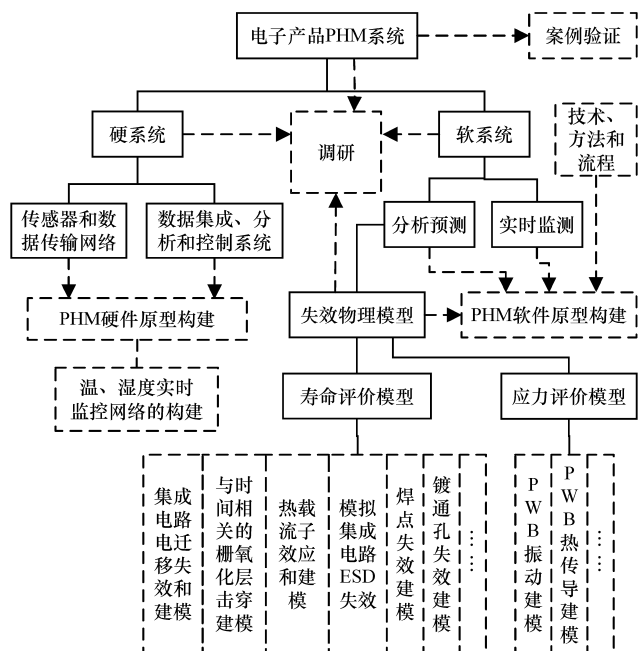 电子产品PHM系统
案例验证
硬系统
调研
软系统
技术、
方法和
流程
传感器和数
据传输网络
数据集成、分
析和控制系统
分析预测
实时监测
PHM硬件原型构建
失效物理模型
PHM软件原型构建
温、湿度实时
监控网络的构建
寿命评价模型
应力评价模型
集成
电路
电迁
移失
效和
建模
与时
间相
关的
栅氧
化层
击穿
建模
热载
流子
效应
和建
模
模拟
集成
电路
ESD
失效
焊点失效建模
镀通孔失效建模
……
PWB振动建模
PWB热传导建模
……